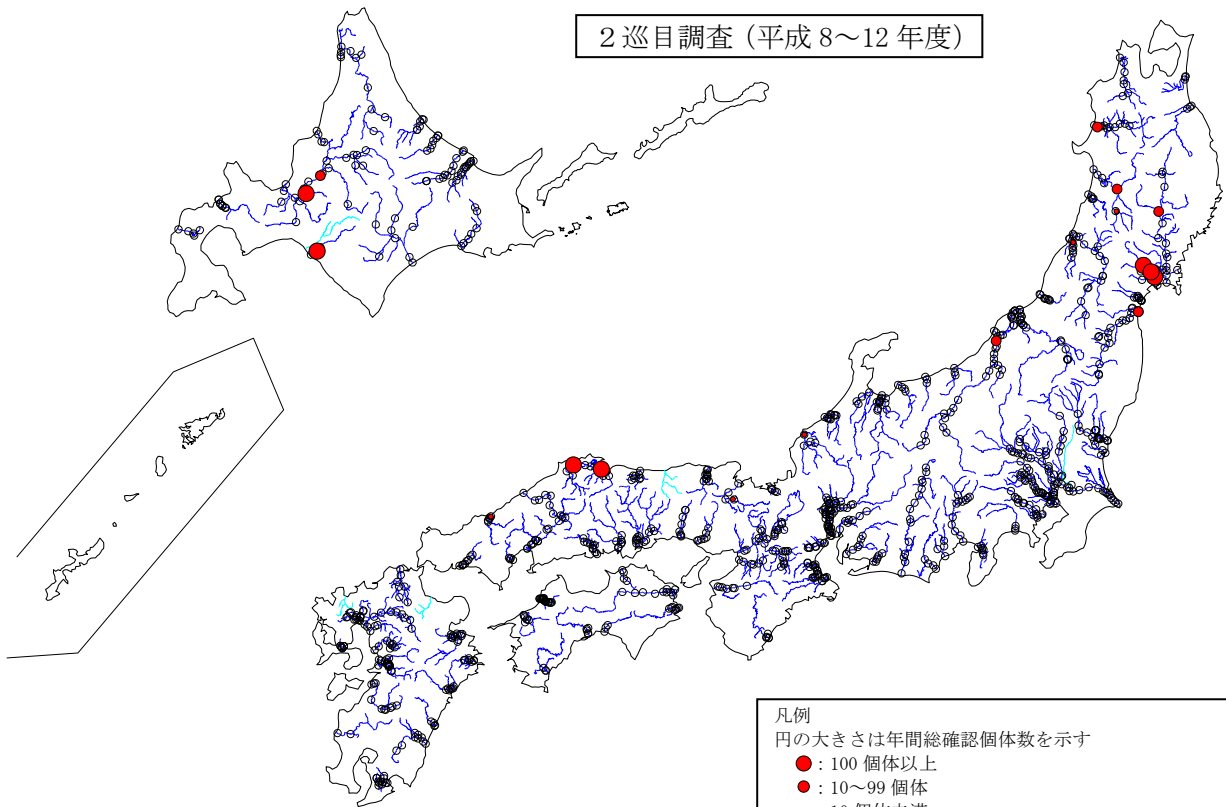 2巡目調査（平成 8～12 年度）
凡例
円の大きさは年間総確認個体数を示す
：100 個体以上
：10～99 個体